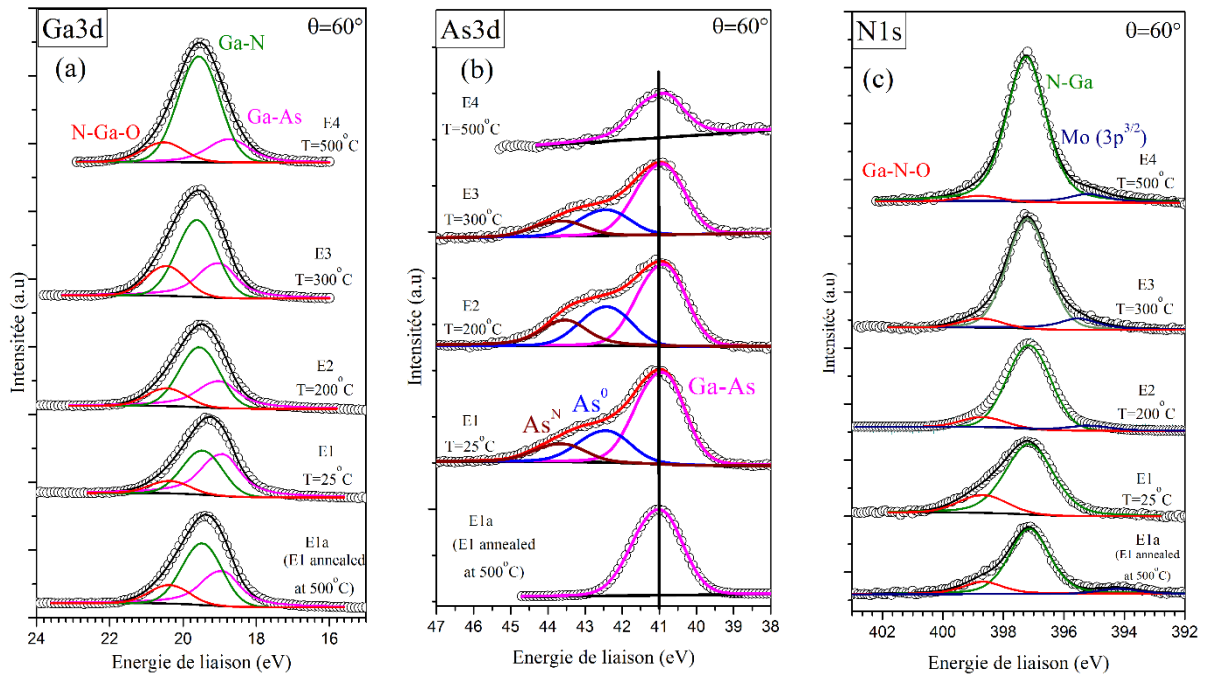 Ga3d
θ=60°
(a)
Ga-N
N-Ga-O
Ga-As
E4
T=500°C
E3
T=300°C
E2
T=200°C
E1
T=25°C
E1a
(E1 annealed
at 500°C)
Intensitée (a.u)
24 22 20 18 16
Energie de liaison (eV)
As3d
θ=60°
(b)
E4
T=500°C
E3
T=300°C
E2
T=200°C
E1
T=25°C
As^N
As^0
Ga-As
E1a
(E1 annealed
at 500°C)
Intensitée (a.u)
47 46 45 44 43 42 41 40 39 38
Energie de liaison (eV)
N1s
θ=60°
(c)
N-Ga
Mo (3p^3/2)
Ga-N-O
E4
T=500°C
E3
T=300°C
E2
T=200°C
E1
T=25°C
E1a
(E1 annealed
at 500°C)
Intensitée (a.u)
402 400 398 396 394 392
Energie de liaison (eV)